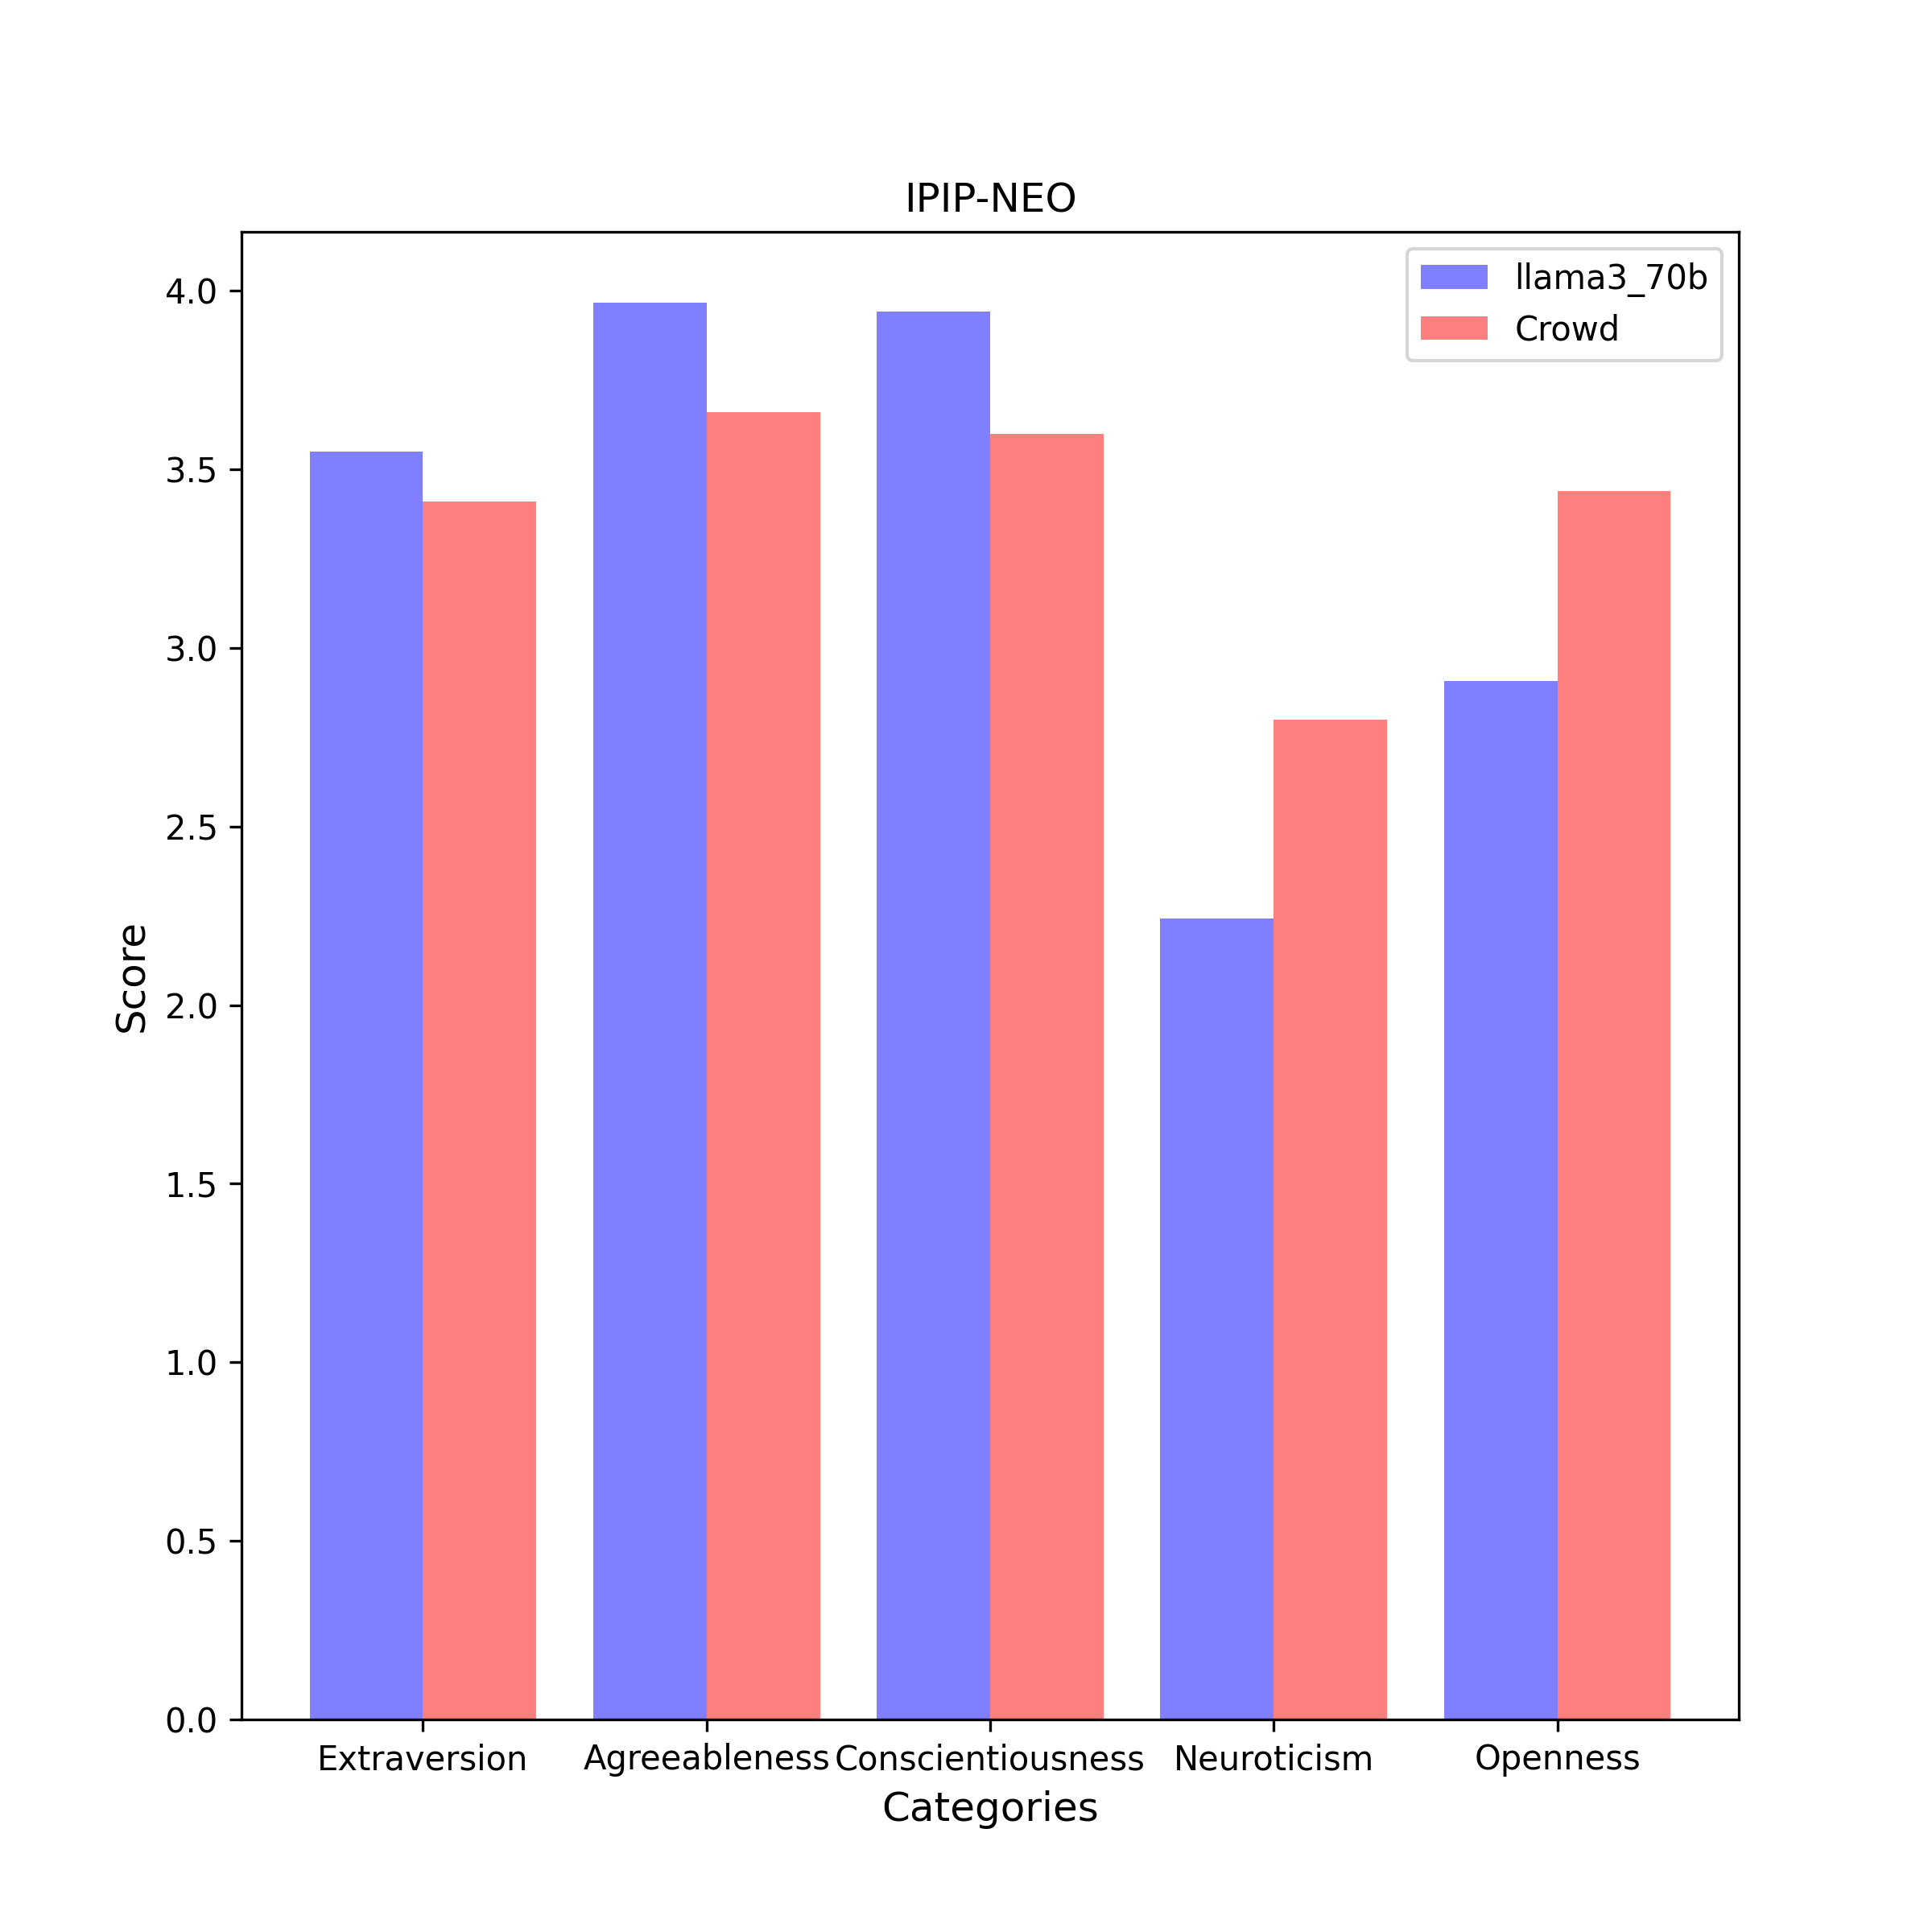 IPIP-NEO
llama3_70b
Crowd
4.0
3.5
3.0
2.5
2.0
1.5
1.0
0.5
0.0
Score
Extraversion Agreeableness Conscientiousness Neuroticism Openness
Categories